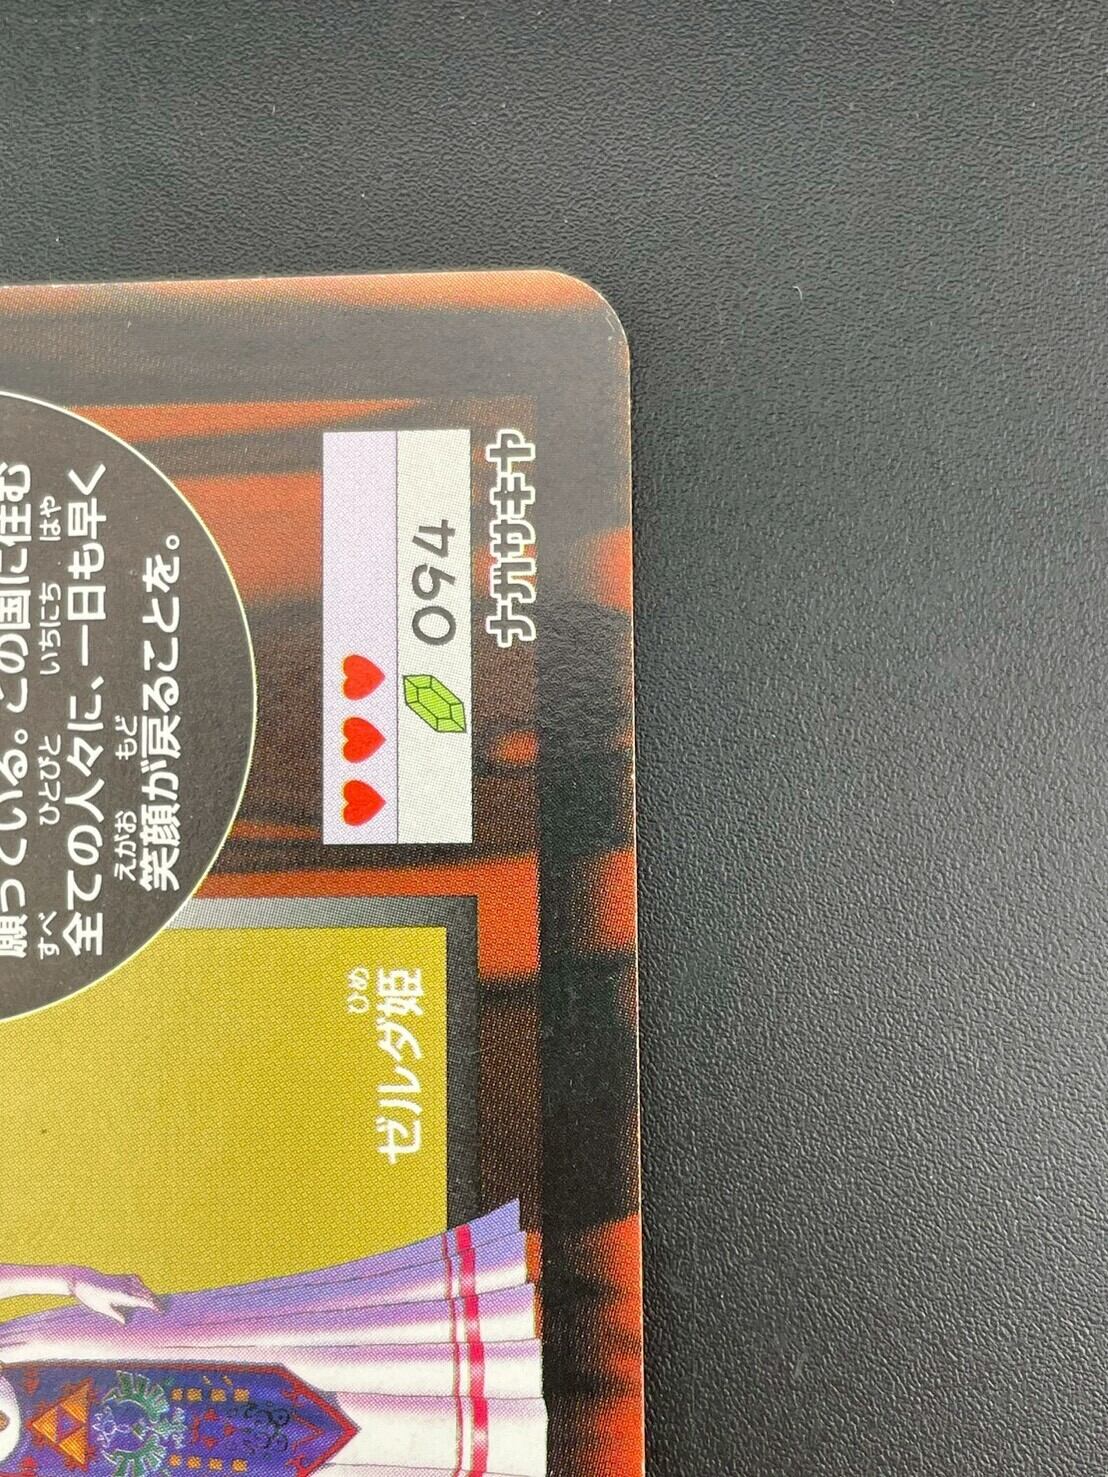 願っている。この国に住む
全ての人々に、一日も早く
笑顔が戻ることを。
すべ
ひとびと
いちにち
はや
えがお
もど
094
ナガサキヤ
ゼルダ姫
ひめ